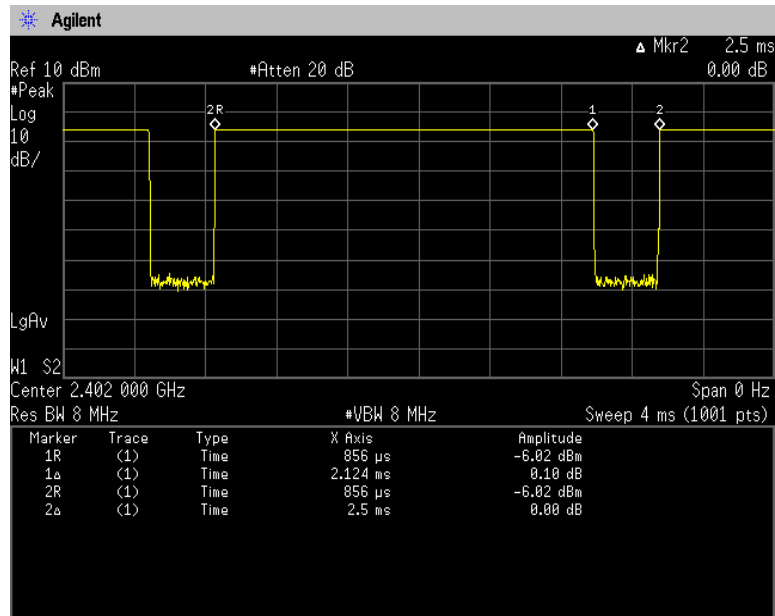 Agilent
Δ Mkr2 2.5 ms
Ref 10 dBm #Atten 20 dB 0.00 dB
#Peak
Log
10
dB/
2R 1 2
LgAv
W1 S2
Center 2.402 000 GHz Span 0 Hz
Res BW 8 MHz #VBW 8 MHz Sweep 4 ms (1001 pts)
Marker Trace Type X Axis Amplitude
1R (1) Time 856 µs -6.02 dBm
1Δ (1) Time 2.124 ms 0.10 dB
2R (1) Time 856 µs -6.02 dBm
2Δ (1) Time 2.5 ms 0.00 dB